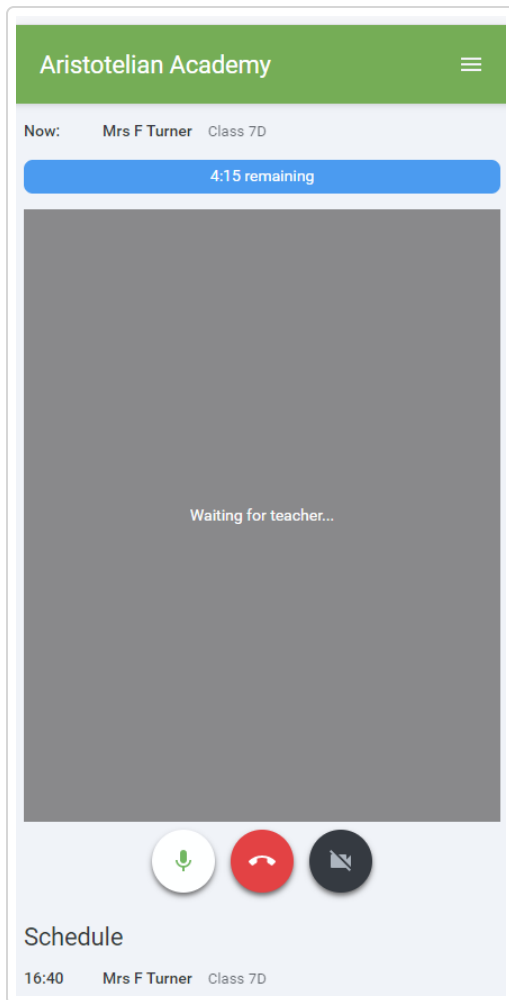 Aristotelian Academy
Now: Mrs F Turner Class 7D
4:15 remaining
Waiting for teacher...
Schedule
16:40 Mrs F Turner Class 7D